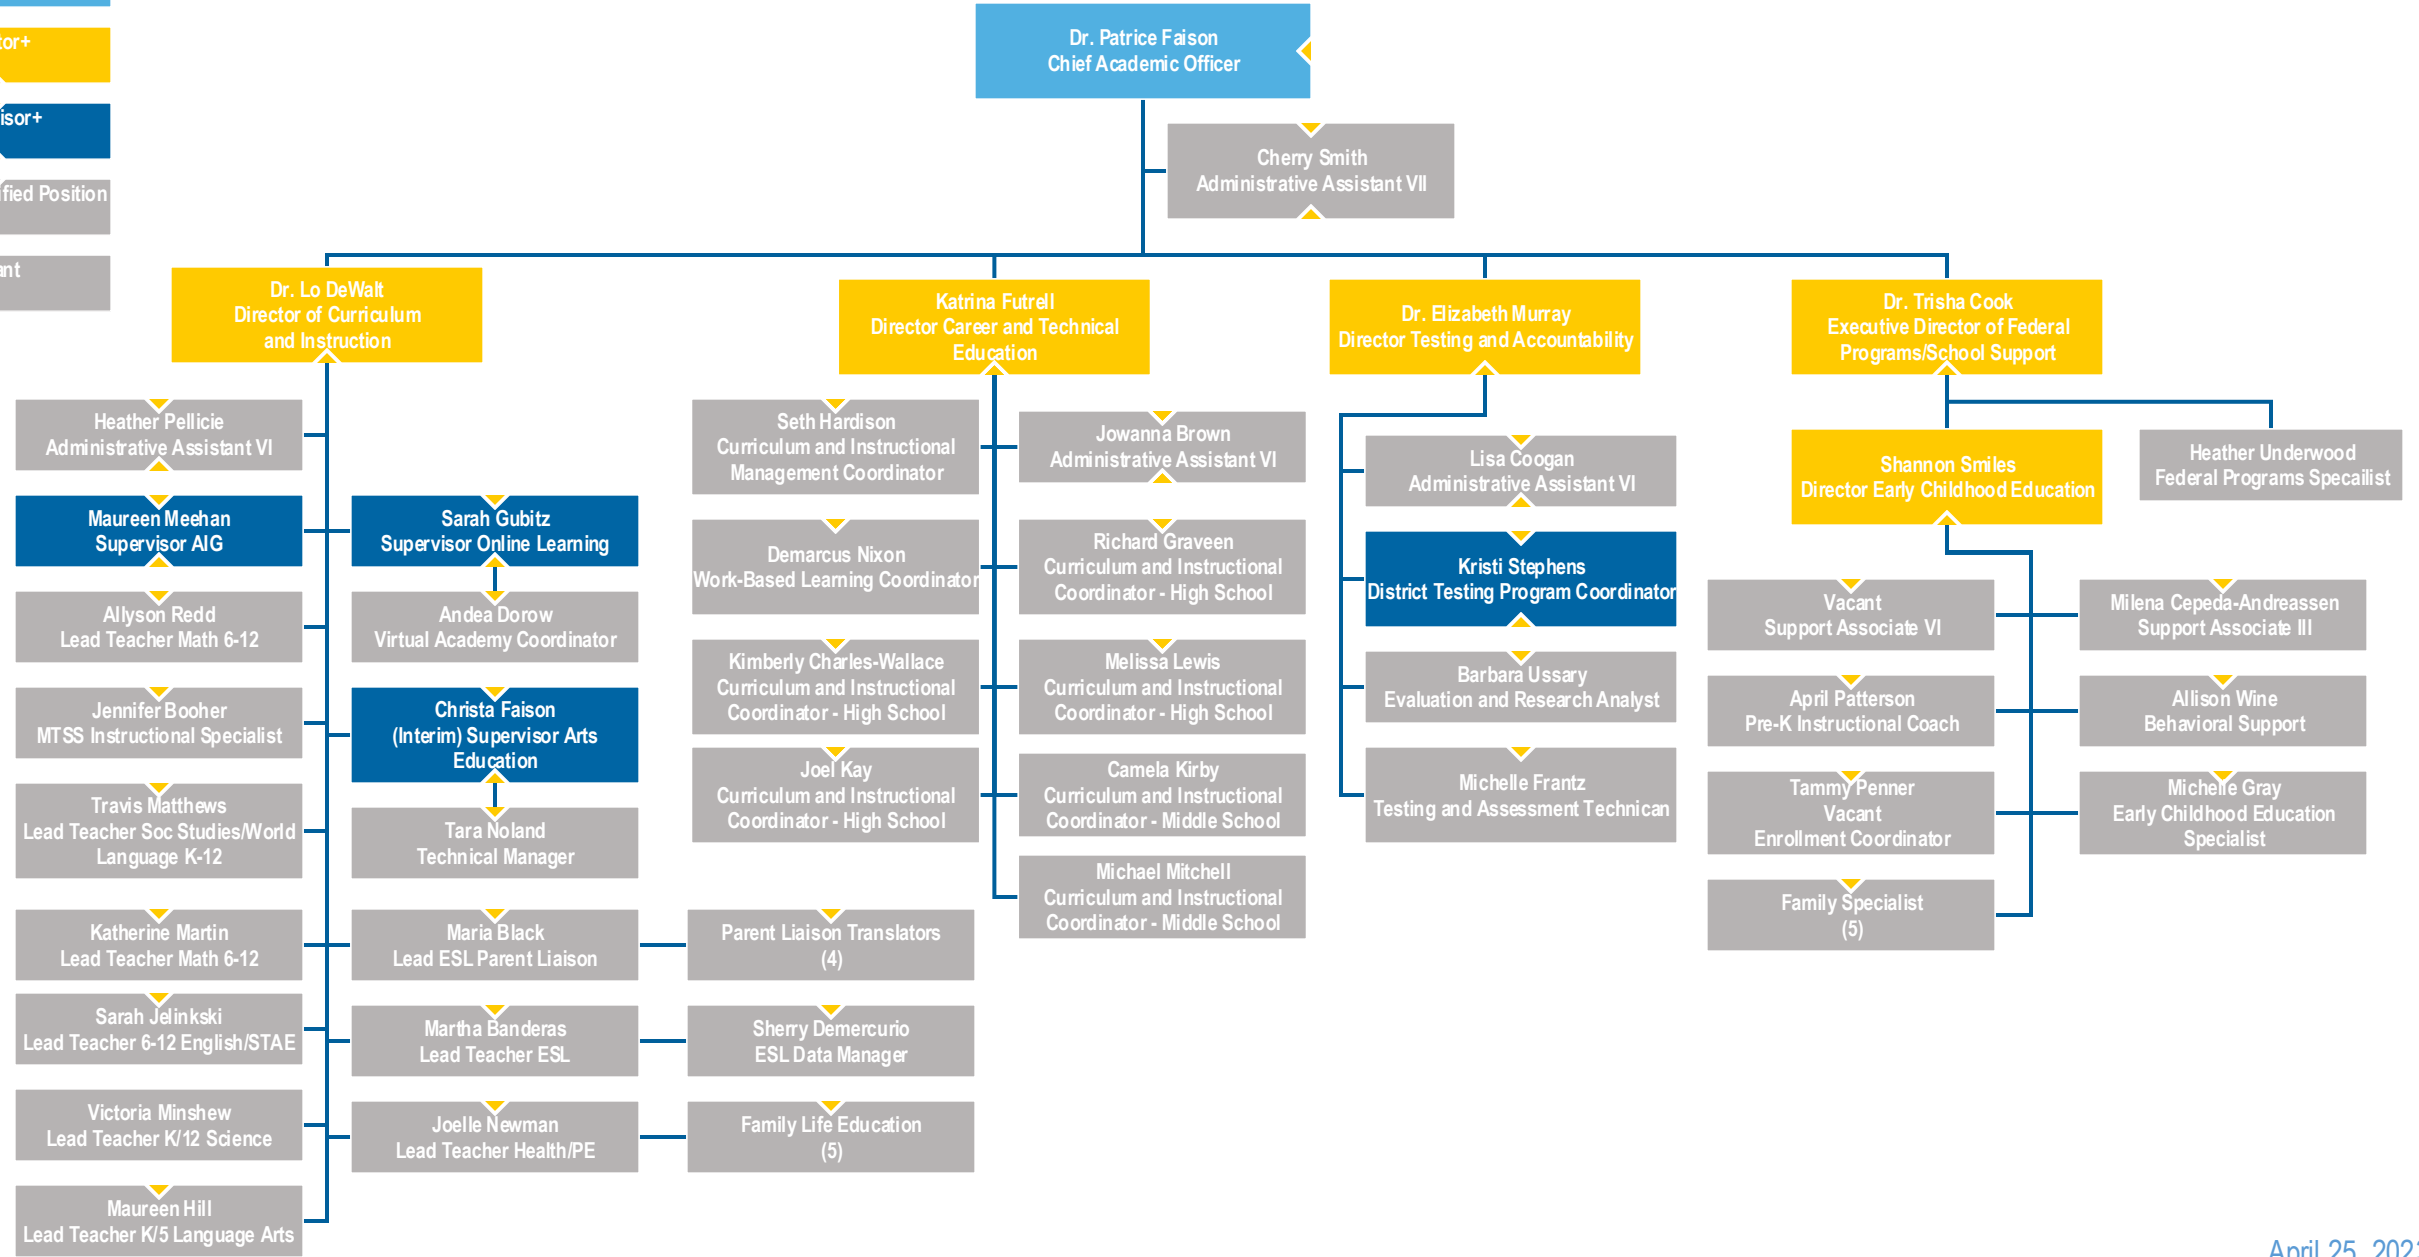 Dr. Patrice Faison
Chief Academic Officer
Cherry Smith
Administrative Assistant VII
Position
Dr. Lo DeWalt
Director of Curriculum
and Instruction
Katrina Futrell
Director Career and Technical
Education
Dr. Elizabeth Murray
Director Testing and Accountability
Dr. Trisha Cook
Executive Director of Federal
Programs/School Support
Heather Pellicie
Administrative Assistant VI
Maureen Meehan
Supervisor AIG
Sarah Gubitz
Supervisor Online Learning
Allyson Redd
Lead Teacher Math 6-12
Andea Dorow
Virtual Academy Coordinator
Jennifer Booher
MTSS Instructional Specialist
Christa Faison
(Interim) Supervisor Arts
Education
Travis Matthews
Lead Teacher Soc Studies/World
Language K-12
Tara Noland
Technical Manager
Katherine Martin
Lead Teacher Math 6-12
Maria Black
Lead ESL Parent Liaison
Parent Liaison Translators
(4)
Sarah Jelinkski
Lead Teacher 6-12 English/STAE
Martha Banderas
Lead Teacher ESL
Sherry Demercurio
ESL Data Manager
Victoria Minshew
Lead Teacher K/12 Science
Joelle Newman
Lead Teacher Health/PE
Family Life Education
(5)
Maureen Hill
Lead Teacher K/5 Language Arts
Seth Hardison
Curriculum and Instructional
Management Coordinator
Jowanna Brown
Administrative Assistant VI
Demarcus Nixon
Work-Based Learning Coordinator
Richard Graveen
Curriculum and Instructional
Coordinator - High School
Kimberly Charles-Wallace
Curriculum and Instructional
Coordinator - High School
Melissa Lewis
Curriculum and Instructional
Coordinator - High School
Joel Kay
Curriculum and Instructional
Coordinator - High School
Camela Kirby
Curriculum and Instructional
Coordinator - Middle School
Michael Mitchell
Curriculum and Instructional
Coordinator - Middle School
Lisa Coogan
Administrative Assistant VI
Kristi Stephens
District Testing Program Coordinator
Barbara Ussary
Evaluation and Research Analyst
Michelle Frantz
Testing and Assessment Technican
Shannon Smiles
Director Early Childhood Education
Heather Underwood
Federal Programs Specailist
Vacant
Support Associate VI
Milena Cepeda-Andreassen
Support Associate III
April Patterson
Pre-K Instructional Coach
Allison Wine
Behavioral Support
Tammy Penner
Vacant
Enrollment Coordinator
Michelle Gray
Early Childhood Education
Specialist
Family Specialist
(5)
April 25,